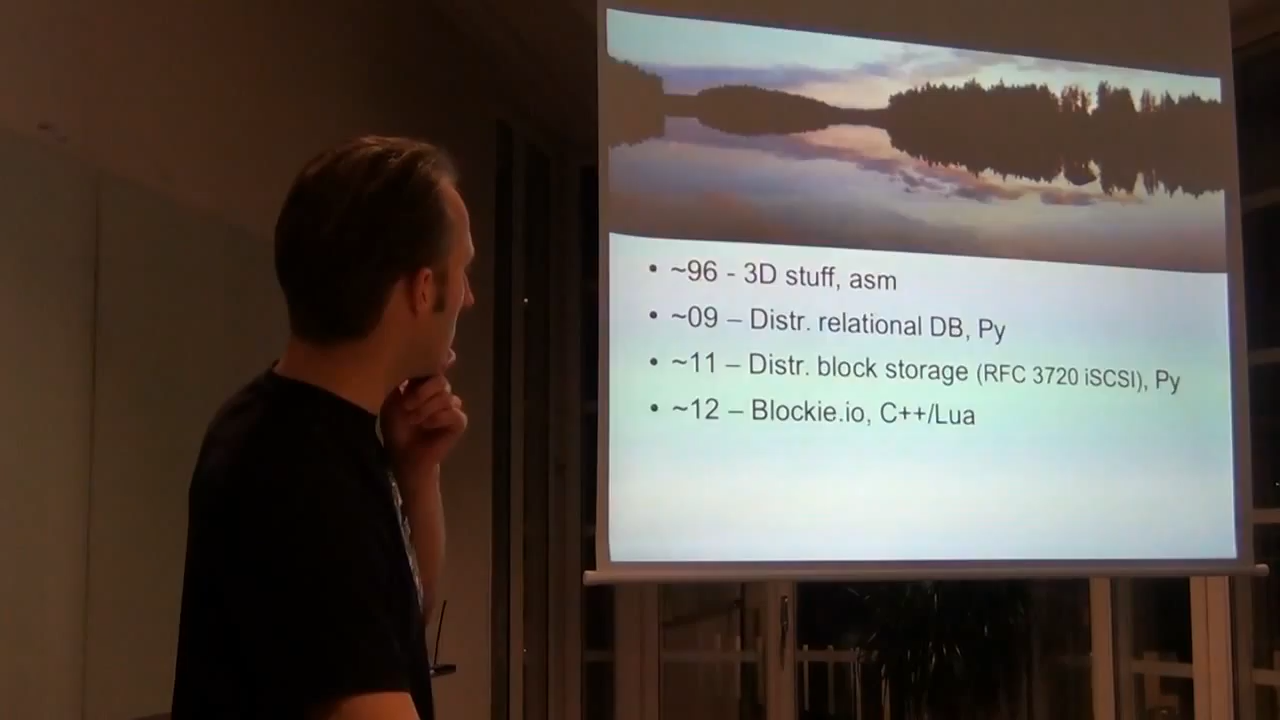 • ~96 - 3D stuff, asm
• ~09 – Distr. relational DB, Py
• ~11 – Distr. block storage (RFC 3720 iSCSI), Py
• ~12 – Blockie.io, C++/Lua